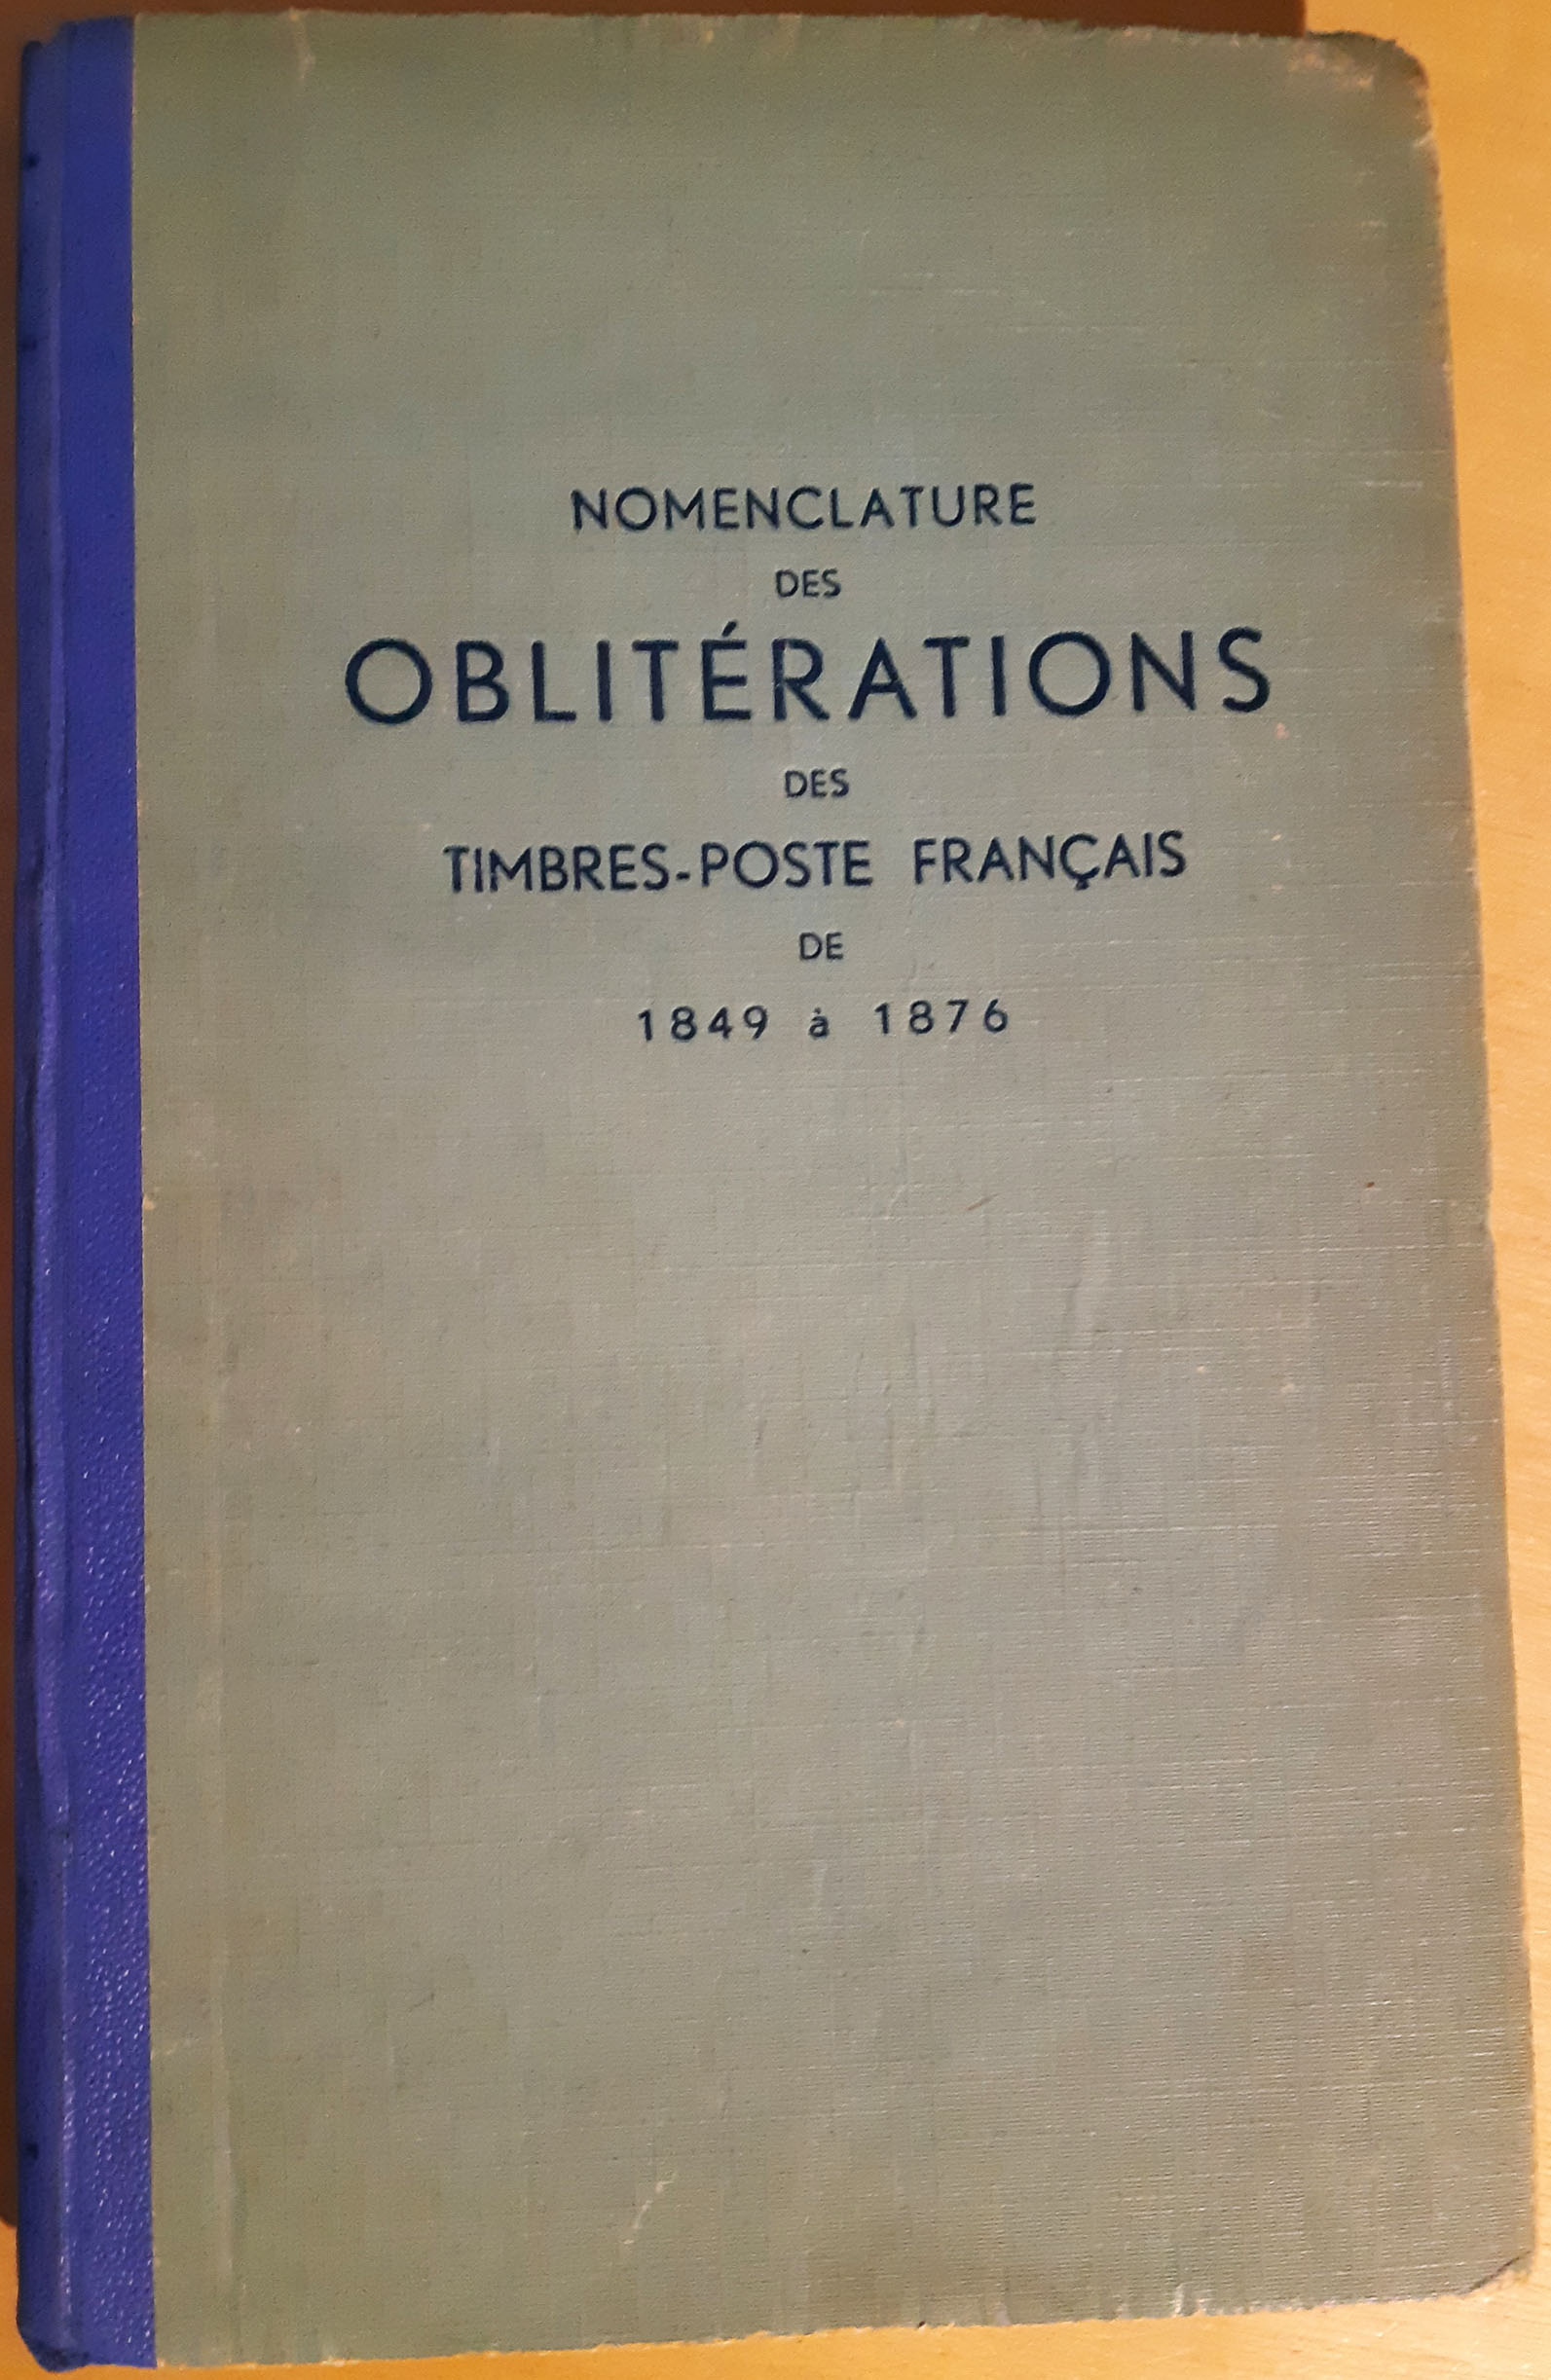 NOMENCLATURE
DES
OBLITÉRATIONS
DES
TIMBRES-POSTE FRANÇAIS
DE
1849 à 1876